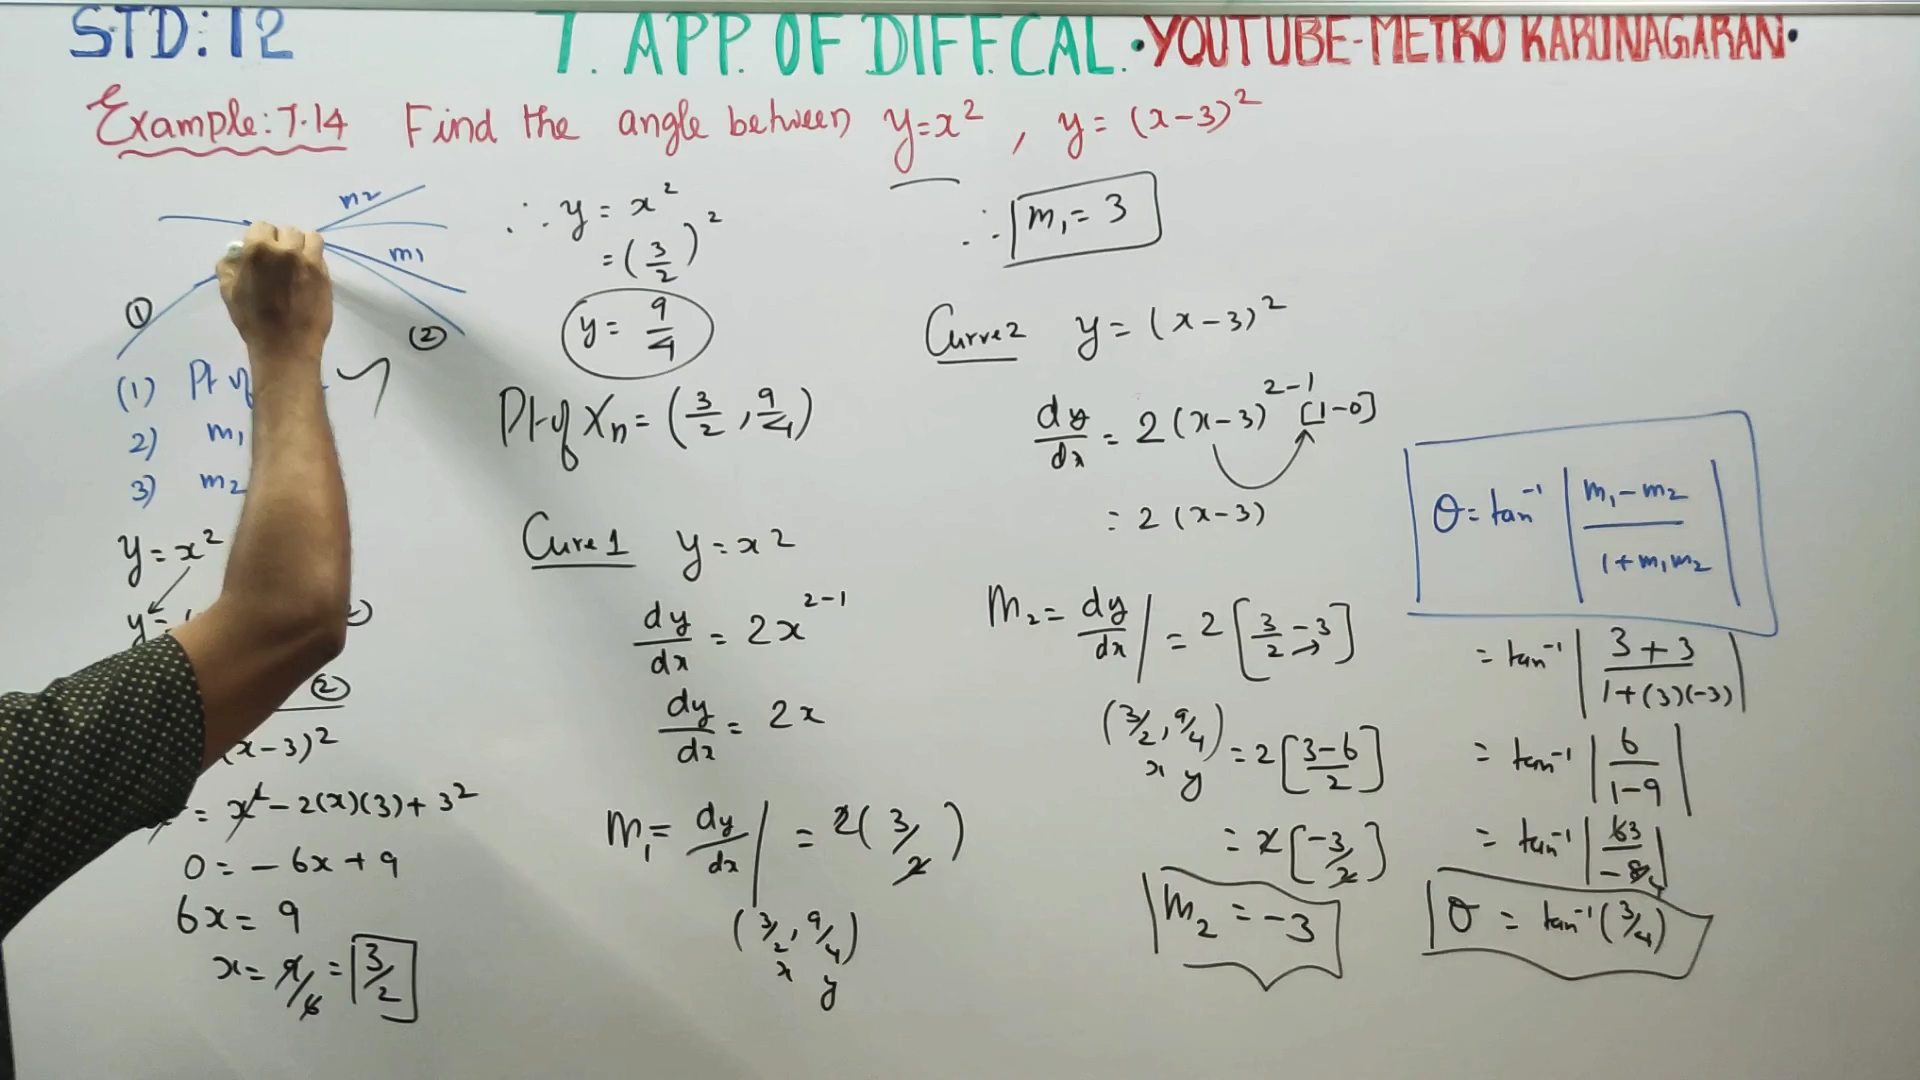 STD: 12
7. APP. OF DIFF.CAL. •YOUTUBE-METRO KARUNAGARAN•
Example: 7.14 Find the angle between y=x², y=(x-3)²
m2
m1
①
②
(1) Pt of
2) m1
3) m2
y=x²
y=
②
(x-3)²
= x²-2(x)(3)+3²
0=-6x+9
6x=9
x=9/6=3/2
∴ y=x²
=(3/2)²
y=9/4
Pt of Xn=(3/2,9/4)
Cure1 y=x2
dy/dx=2x²⁻¹
dy/dx=2x
m₁=dy/dx|=2(3/2)
(3/2,9/4)
x y
∴ m₁=3
Curve2 y=(x-3)²
dy/dx=2(x-3)²⁻¹[1-0]
=2(x-3)
M₂=dy/dx|=2[3/2-3]
(3/2,9/4)
x y
=2[3-6/2]
=2[-3/2]
m₂=-3
θ=tan⁻¹|m₁-m₂/1+m₁m₂|
=tan⁻¹|3+3/1+(3)(-3)|
=tan⁻¹|6/1-9|
=tan⁻¹|63/-84|
θ=tan⁻¹(3/4)